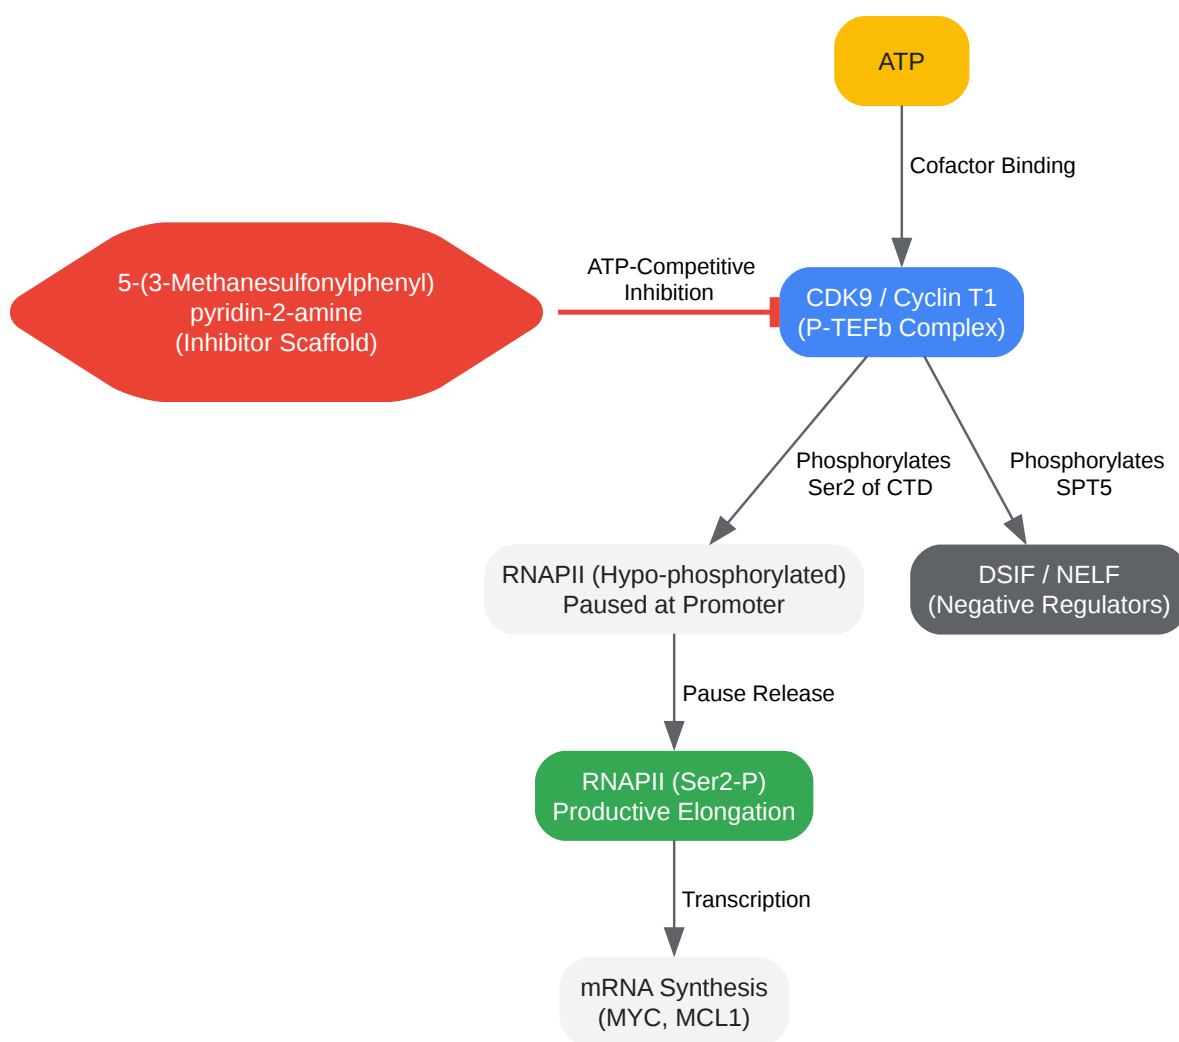 ATP
Cofactor Binding
5-(3-Methanesulfonylphenyl)
pyridin-2-amine
(Inhibitor Scaffold)
ATP-Competitive
Inhibition
CDK9 / Cyclin T1
(P-TEFb Complex)
Phosphorylates
Ser2 of CTD
Phosphorylates
SPT5
RNAPII (Hypo-phosphorylated)
Paused at Promoter
DSIF / NELF
(Negative Regulators)
Pause Release
RNAPII (Ser2-P)
Productive Elongation
Transcription
mRNA Synthesis
(MYC, MCL1)